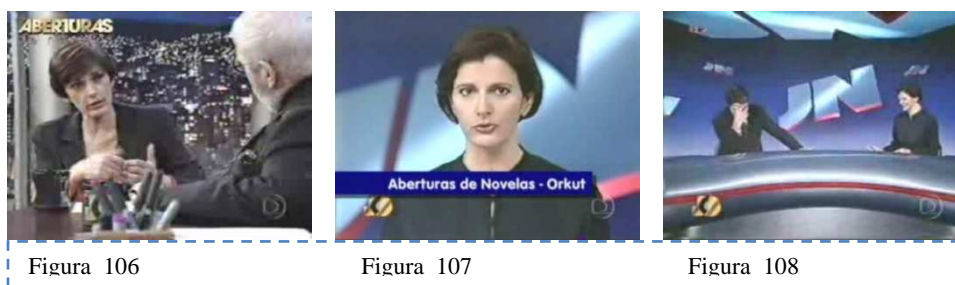 ABERTURAS
Aberturas de Novelas - Orkut
JN
Figura 106
Figura 107
Figura 108